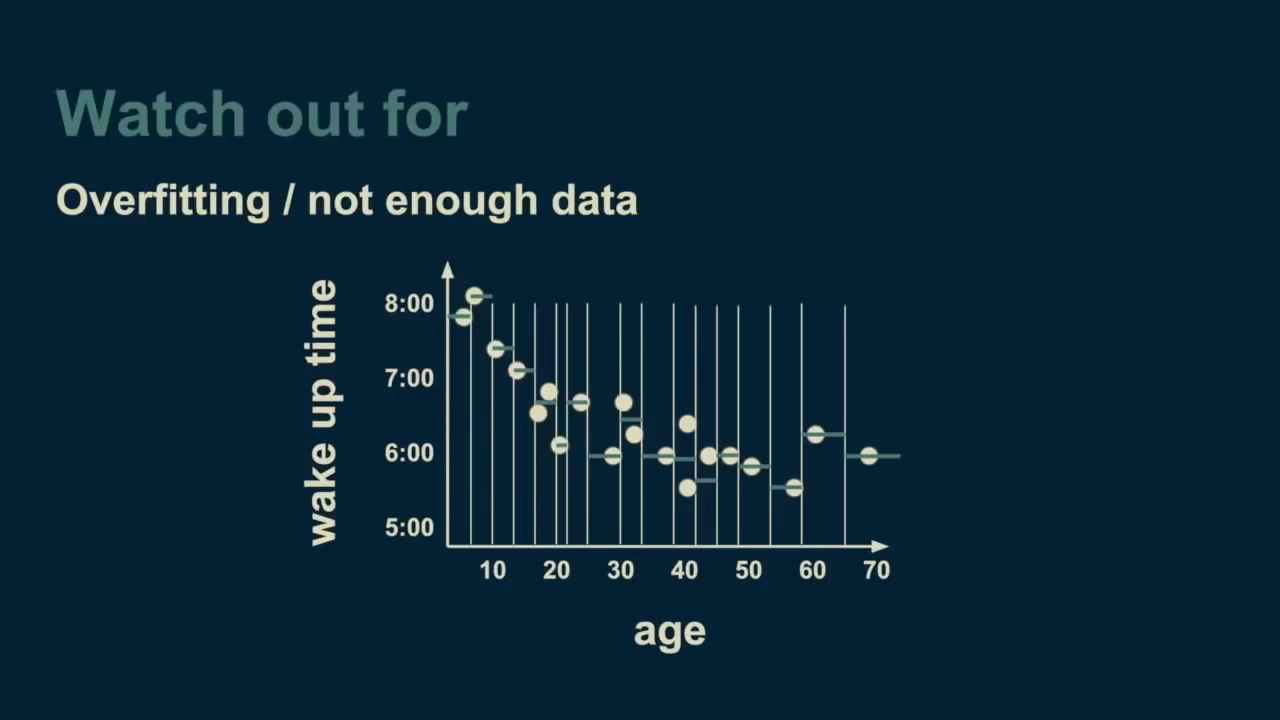 Watch out for
Overfitting / not enough data
wake up time
8:00
7:00
6:00
5:00
10 20 30 40 50 60 70
age